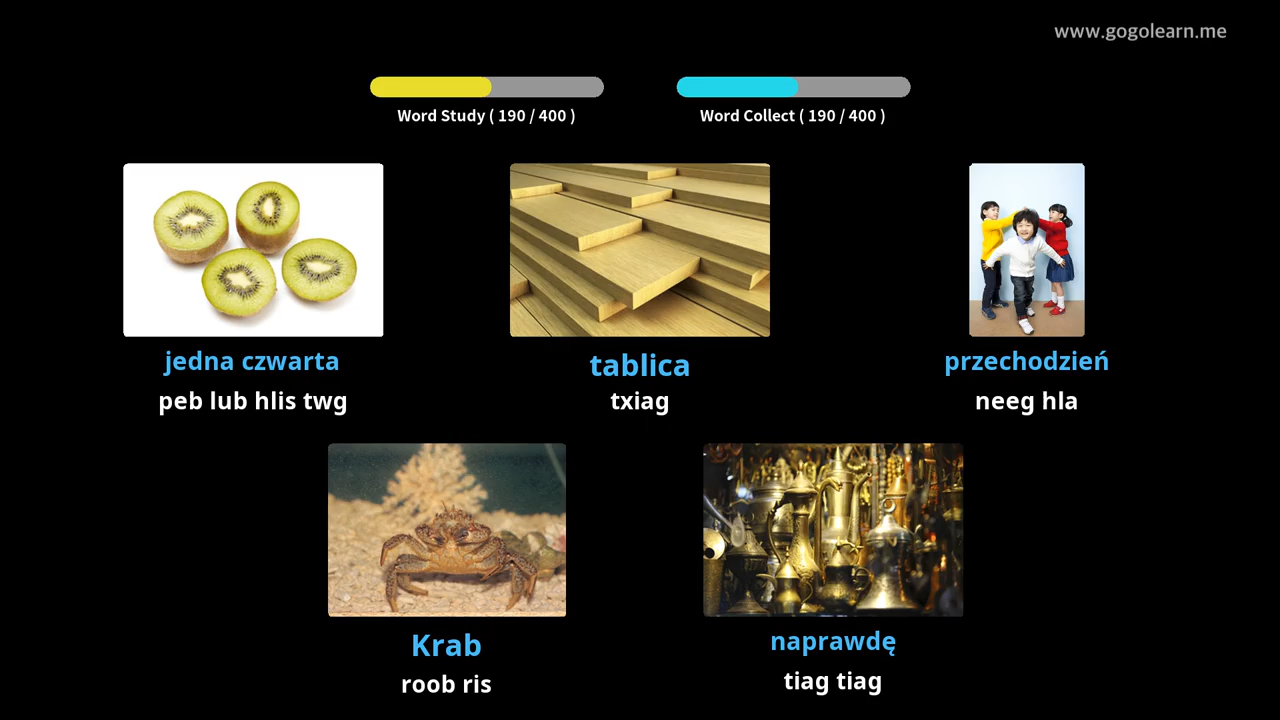 www.gogolearn.me
Word Study ( 190 / 400 )
Word Collect ( 190 / 400 )
jedna czwarta
peb lub hlis twg
tablica
txiag
przechodzień
neeg hla
Krab
roob ris
naprawdę
tiag tiag